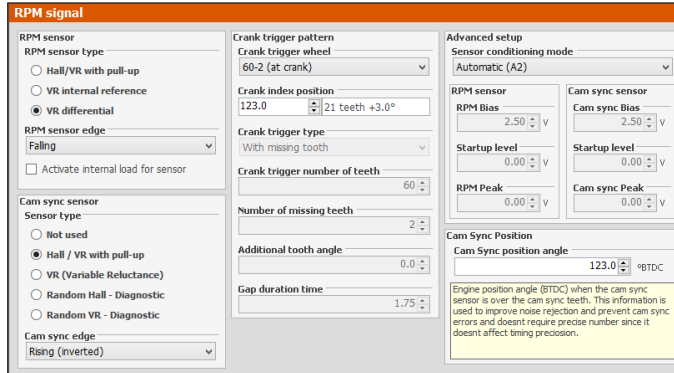 RPM signal
RPM sensor
RPM sensor type
Hall/VR with pull-up
VR internal reference
VR differential
RPM sensor edge
Falling
Activate internal load for sensor
Cam sync sensor
Sensor type
Not used
Hall / VR with pull-up
VR (Variable Reluctance)
Random Hall - Diagnostic
Random VR - Diagnostic
Cam sync edge
Rising (inverted)
Crank trigger pattern
Crank trigger wheel
60-2 (at crank)
Crank index position
123.0 21 teeth +3.0°
Crank trigger type
With missing tooth
Crank trigger number of teeth
60
Number of missing teeth
2
Additional tooth angle
0.0
Gap duration time
1.75
Advanced setup
Sensor conditioning mode
Automatic (A2)
RPM sensor
RPM Bias
2.50 V
Startup level
0.00 V
RPM Peak
0.00 V
Cam sync sensor
Cam sync Bias
2.50 V
Startup level
0.00 V
Cam sync Peak
0.00 V
Cam Sync Position
Cam Sync position angle
123.0 ºBTDC
Engine position angle (BTDC) when the cam sync
sensor is over the cam sync teeth. This information is
used to improve noise rejection and prevent cam sync
errors and doesnt require precise number since it
doesnt affect timing preciosion.